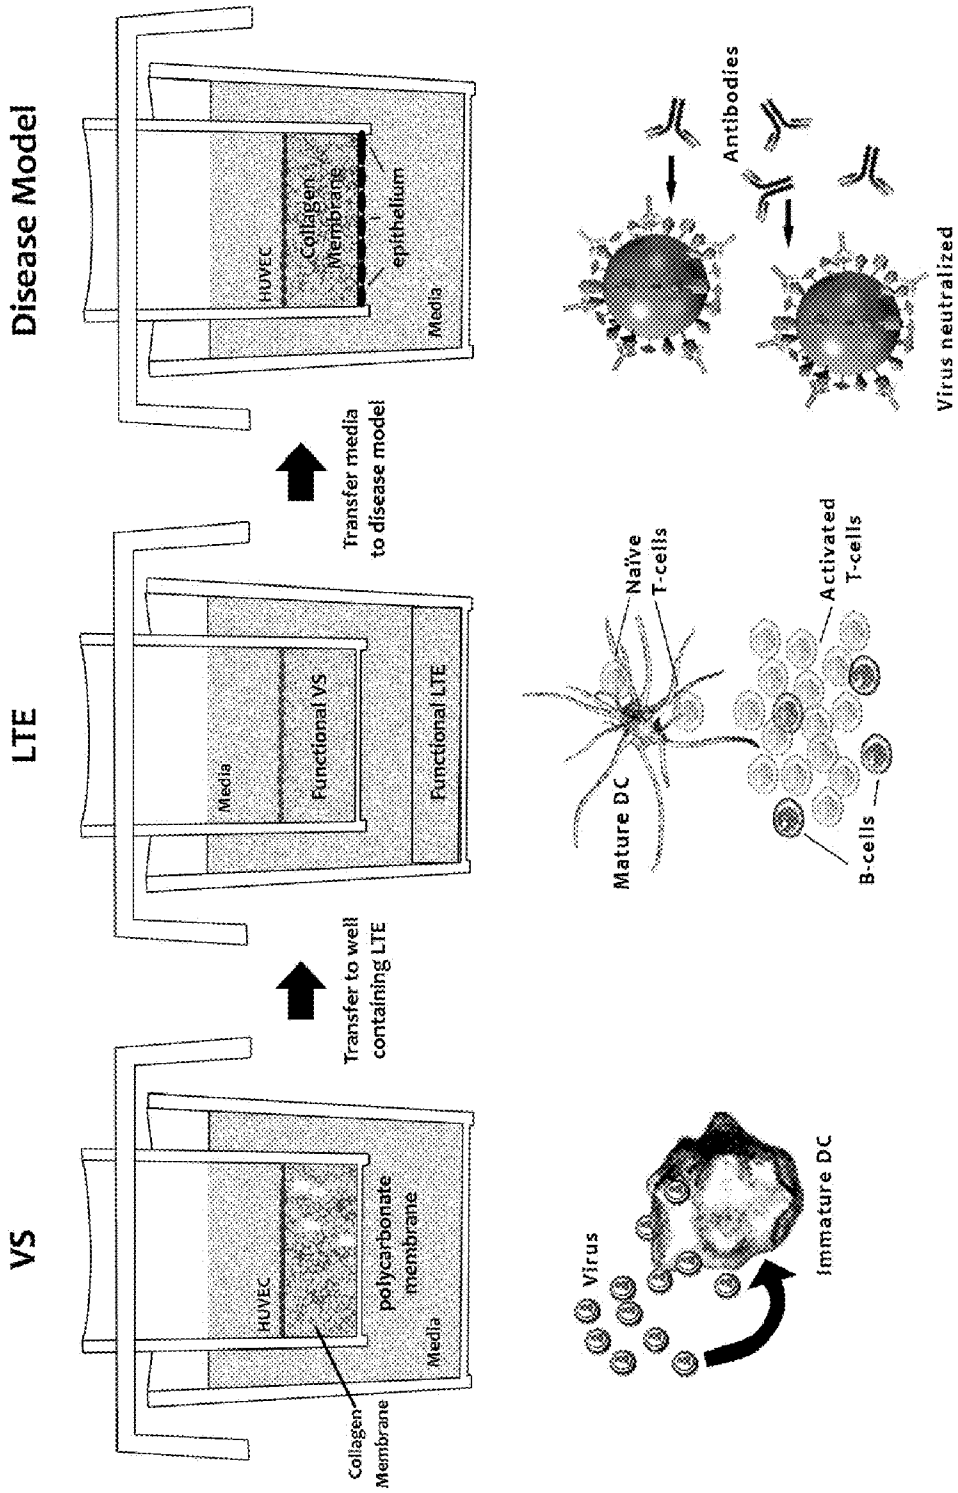 VS
HUVEC
Collagen
Membrane
polycarbonate
membrane
Media
Transfer to well
containing LTE
Virus
Immature DC
LTE
Media
Functional VS
Functional LTE
Transfer media
to disease model
Mature DC
Naïve
T-cells
B-cells
Activated
T-cells
Disease Model
HUVEC
Collagen
Membrane
epithelium
Media
Antibodies
Virus neutralized